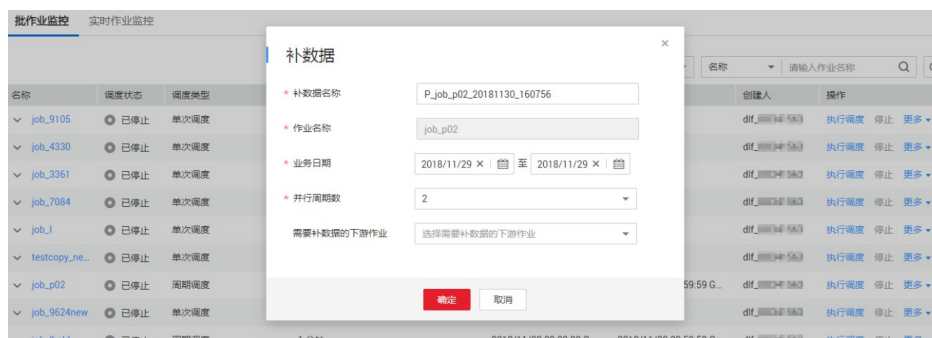 批作业监控 实时作业监控
补数据
名称 请输入作业名称
名称 调度状态 调度类型 创建人 操作
* 补数据名称 P_job_p02_20181130_160756
job_9105 已停止 单次调度 dlf_ 执行调度 停止 更多
* 作业名称 job_p02
job_4330 已停止 单次调度 dlf_ 执行调度 停止 更多
* 业务日期 2018/11/29 至 2018/11/29
job_3361 已停止 单次调度 dlf_ 执行调度 停止 更多
* 并行周期数 2
job_7084 已停止 单次调度 dlf_ 执行调度 停止 更多
job_l 已停止 单次调度 dlf_ 执行调度 停止 更多
需要补数据的下游作业 选择需要补数据的下游作业
testcopy_ne... 已停止 单次调度 dlf_ 执行调度 停止 更多
job_p02 已停止 周期调度 59:59 G... dlf_ 执行调度 停止 更多
确定 取消
job_9624new 已停止 单次调度 dlf_ 执行调度 停止 更多